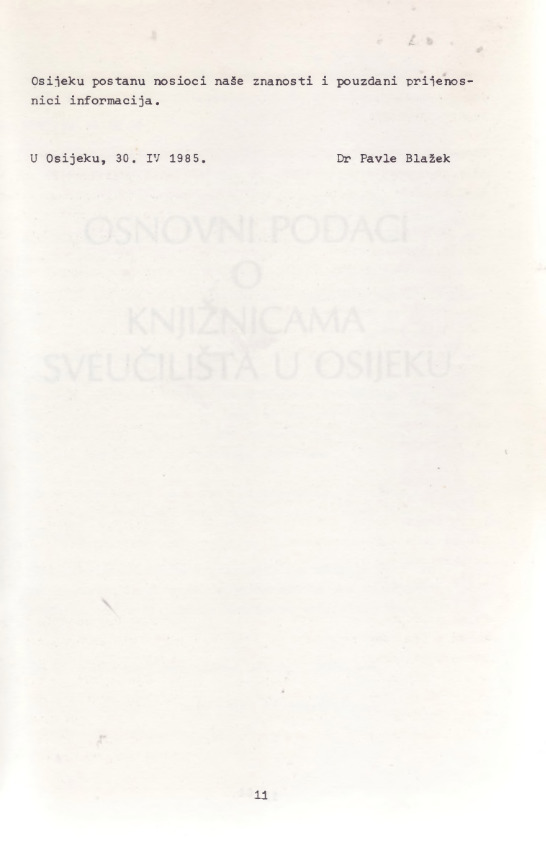 Osijeku postanu nosioci naše znanosti i pouzdani prijenos-
nici informacija.
U Osijeku, 30. IV 1985. Dr Pavle Blažek
OSNOVNI PODACI
O
KNJIŽNICAMA
SVEUČILIŠTA U OSIJEKU
11